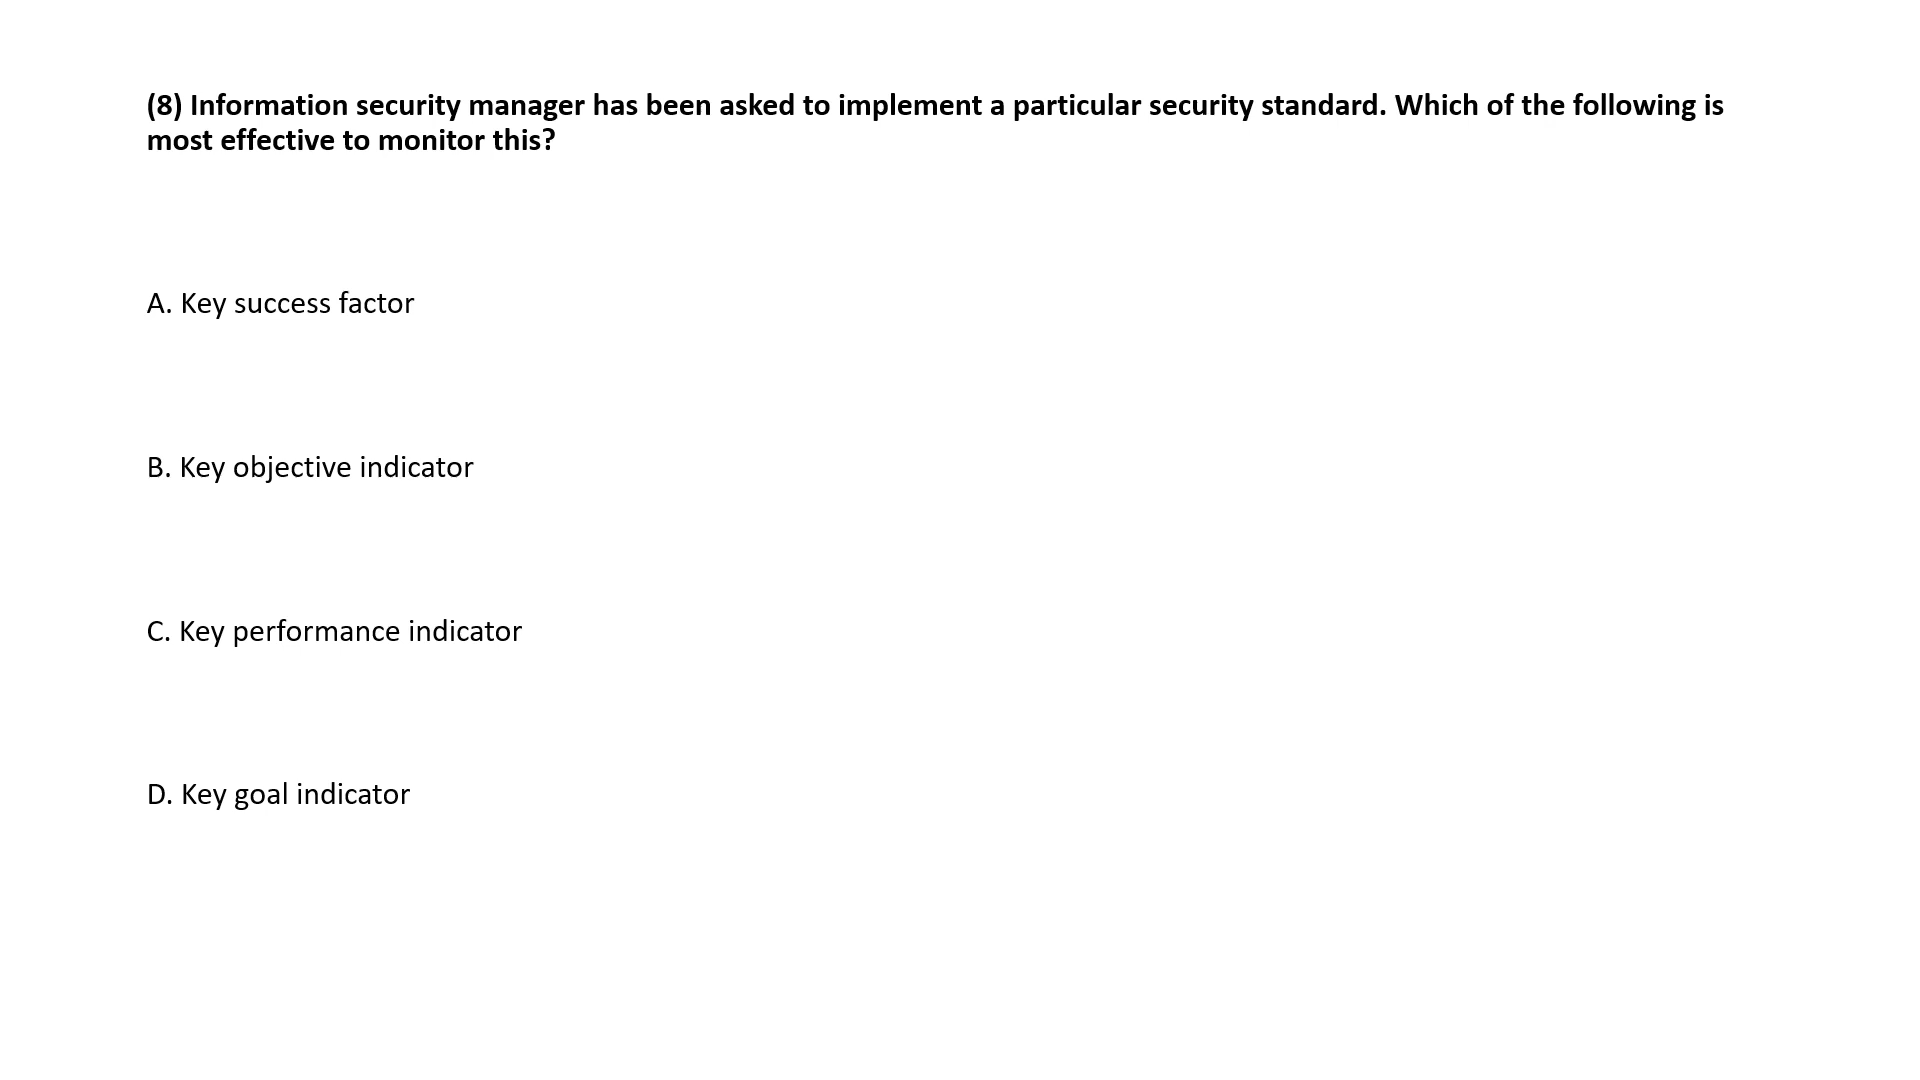 (8) Information security manager has been asked to implement a particular security standard. Which of the following is
most effective to monitor this?
A. Key success factor
B. Key objective indicator
C. Key performance indicator
D. Key goal indicator